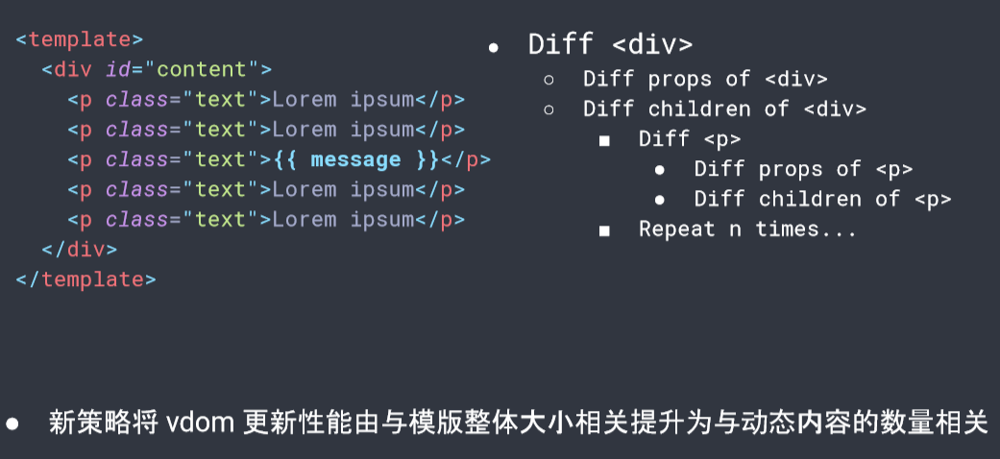 <template>
<div id="content">
<p class="text">Lorem ipsum</p>
<p class="text">Lorem ipsum</p>
<p class="text">{{ message }}</p>
<p class="text">Lorem ipsum</p>
<p class="text">Lorem ipsum</p>
</div>
</template>
● Diff <div>
○ Diff props of <div>
○ Diff children of <div>
■ Diff <p>
● Diff props of <p>
● Diff children of <p>
■ Repeat n times...
● 新策略将 vdom 更新性能由与模版整体大小相关提升为与动态内容的数量相关